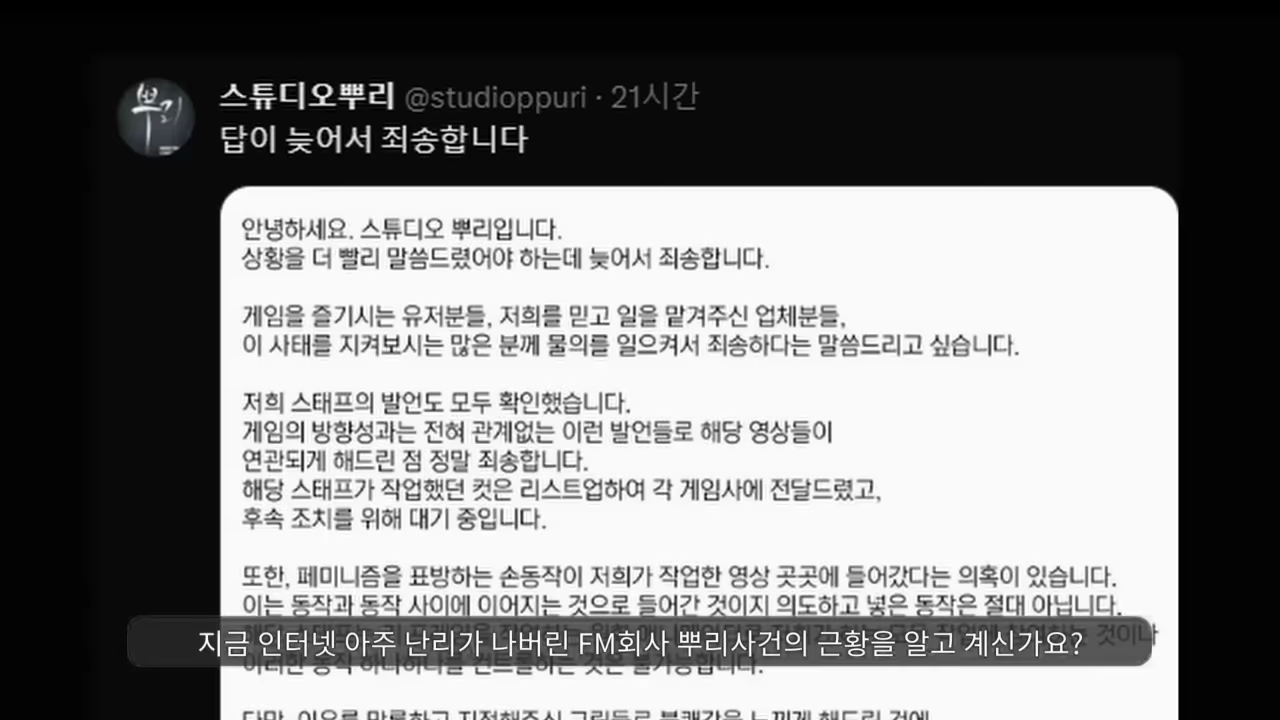 스튜디오뿌리 @studioppuri · 21시간
답이 늦어서 죄송합니다
뿌리
안녕하세요. 스튜디오 뿌리입니다.
상황을 더 빨리 말씀드렸어야 하는데 늦어서 죄송합니다.
게임을 즐기시는 유저분들, 저희를 믿고 일을 맡겨주신 업체분들,
이 사태를 지켜보시는 많은 분께 물의를 일으켜서 죄송하다는 말씀드리고 싶습니다.
저희 스태프의 발언도 모두 확인했습니다.
게임의 방향성과는 전혀 관계없는 이런 발언들로 해당 영상들이
연관되게 해드린 점 정말 죄송합니다.
해당 스태프가 작업했던 컷은 리스트업하여 각 게임사에 전달드렸고,
후속 조치를 위해 대기 중입니다.
또한, 페미니즘을 표방하는 손동작이 저희가 작업한 영상 곳곳에 들어갔다는 의혹이 있습니다.
이는 동작과 동작 사이에 이어지는 것으로 들어간 것이지 의도하고 넣은 동작은 절대 아닙니다.
지금 인터넷 아주 난리가 나버린 FM회사 뿌리사건의 근황을 알고 계신가요?